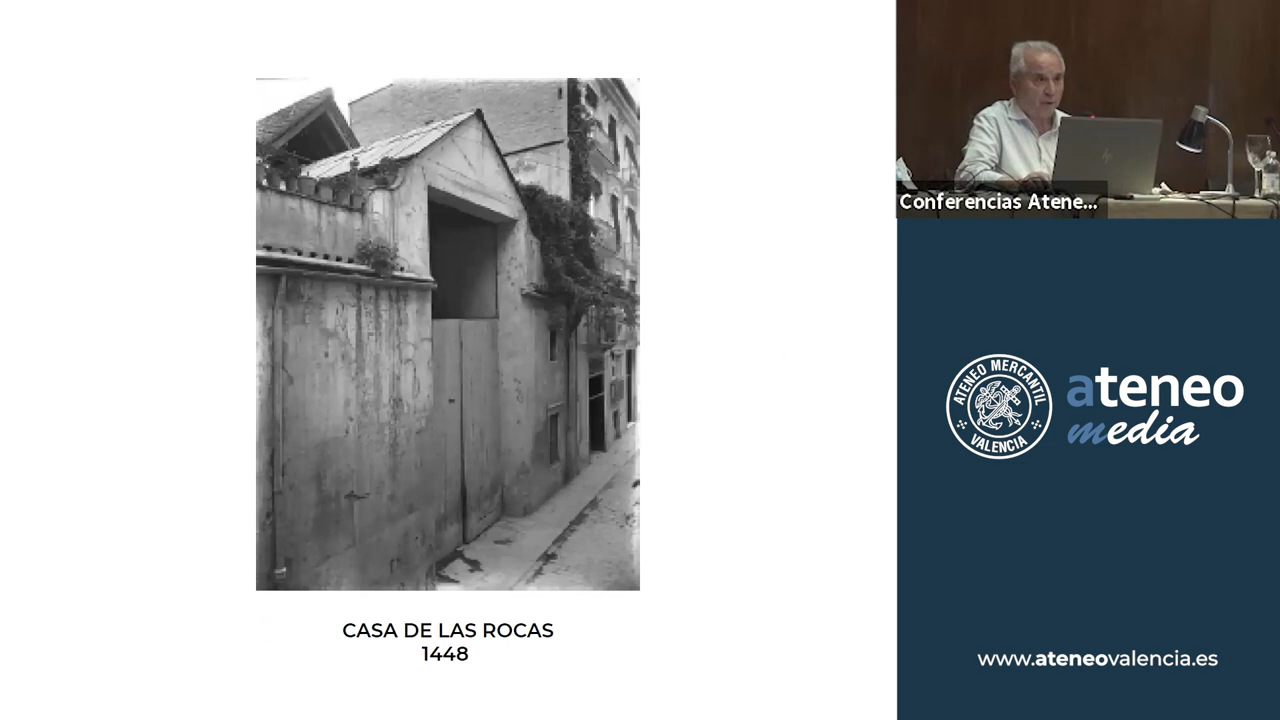 CASA DE LAS ROCAS
1448
Conferencias Atene...
ATENEO MERCANTIL
VALENCIA
ateneo
media
www.ateneovalencia.es